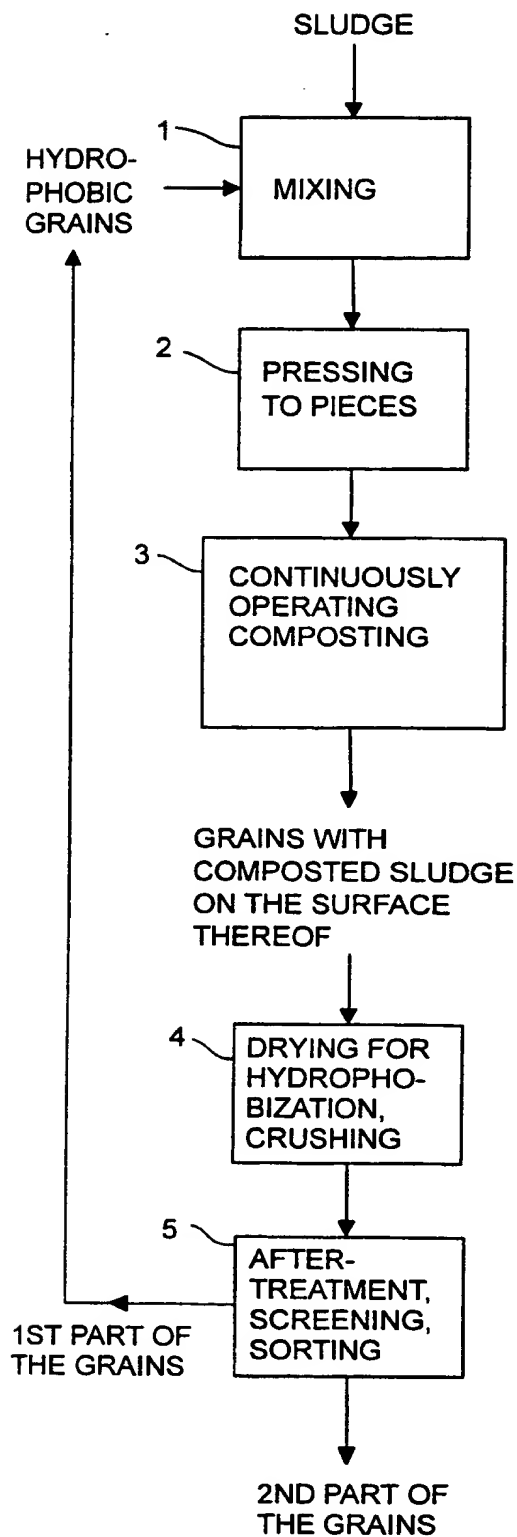 SLUDGE
1
HYDRO-
PHOBIC
GRAINS
MIXING
2
PRESSING
TO PIECES
3
CONTINUOUSLY
OPERATING
COMPOSTING
GRAINS WITH
COMPOSTED SLUDGE
ON THE SURFACE
THEREOF
4
DRYING FOR
HYDROPHO-
BIZATION,
CRUSHING
5
AFTER-
TREATMENT,
SCREENING,
SORTING
1ST PART OF
THE GRAINS
2ND PART OF
THE GRAINS